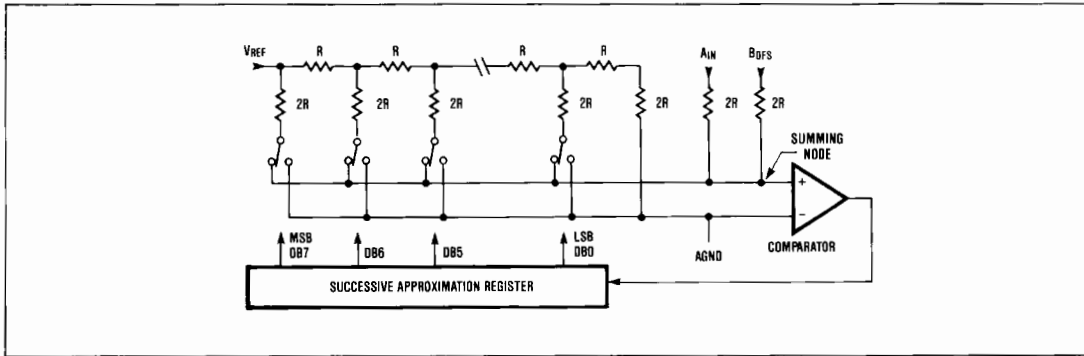 VREF R R R R AIN BOFS
2R 2R 2R 2R 2R 2R 2R
SUMMING
NODE
+
−
COMPARATOR
MSB
DB7 DB6 DB5 LSB
DB0 AGND
SUCCESSIVE APPROXIMATION REGISTER